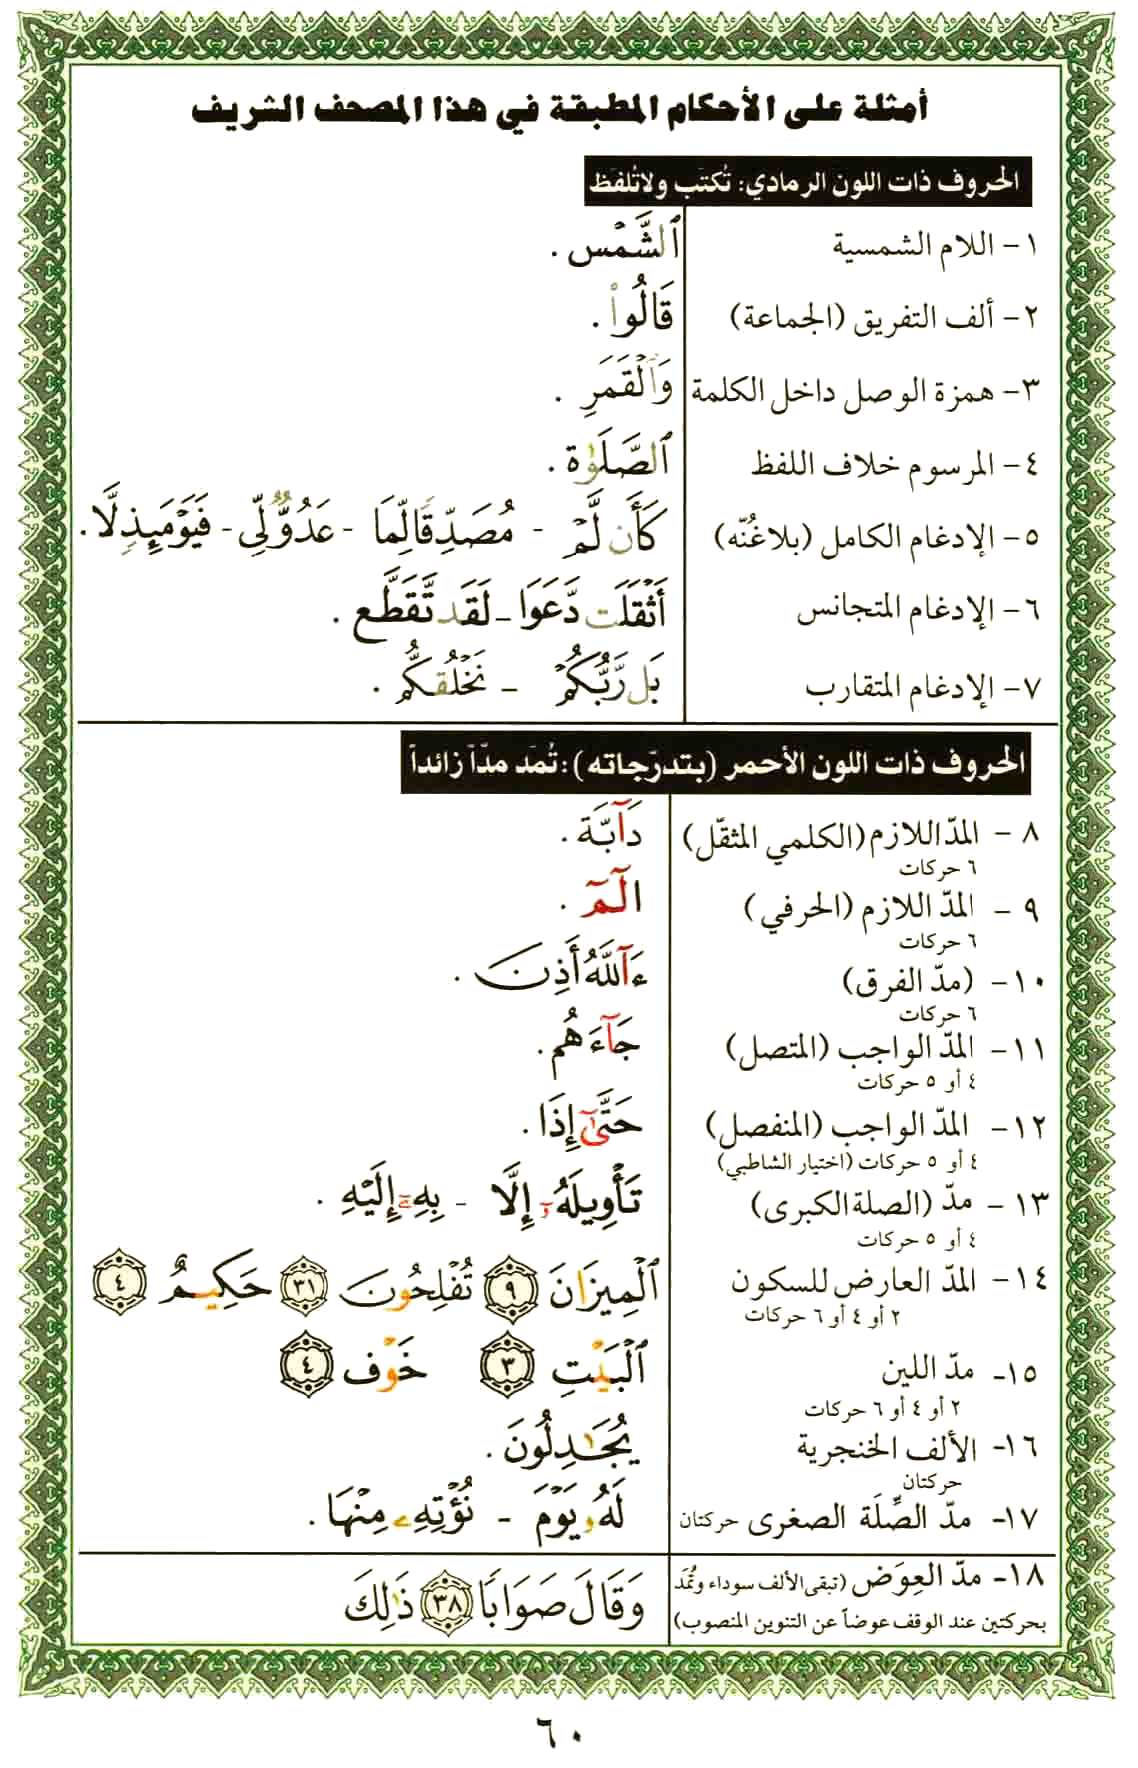 أمثلة على الأحكام المطبقة في هذا المصحف الشريف
الحروف ذات اللون الرمادي: تُكتَب ولاتُلفَظ
١- اللام الشمسية ٱلشَّمْس .
٢- ألف التفريق (الجماعة) قَالُواْ .
٣- همزة الوصل داخل الكلمة وَٱلْقَمَرِ .
٤- المرسوم خلاف اللفظ ٱلصَّلَوٰة .
٥- الإدغام الكامل (بلاغُنّه) كَأَن لَّمْ - مُصَدِّقًا لِّمَا - عَدُوٌّ لِّي - فَيَوْمَئِذٍ لَّا .
٦- الإدغام المتجانس أَثْقَلَت دَّعَوَا - لَقَد تَّقَطَّع .
٧- الإدغام المتقارب بَل رَّبُّكُمْ - نَخْلُقكُّم .
الحروف ذات اللون الأحمر (بتدرّجاته): تُمَد مدّاً زائداً
٨ - المدّ اللازم (الكلمي المثقّل) دَآبَّة .
٦ حركات
٩ - المدّ اللازم (الحرفي) الٓمٓ .
٦ حركات
١٠- (مدّ الفرق) ءَآللَّهُ أَذِنَ .
٦ حركات
١١- المدّ الواجب (المتصل) جَآءَهُم .
٤ أو ٥ حركات
١٢- المدّ الواجب (المنفصل) حَتَّىٰٓ إِذَا .
٤ أو ٥ حركات (اختيار الشاطبي)
١٣ - مدّ (الصلة الكبرى) تَأْوِيلَهُۥٓ إِلَّا - بِهِۦٓ إِلَيْهِ .
٤ أو ٥ حركات
١٤- المدّ العارض للسكون ٱلْمِيزَانَ ٩ تُفْلِحُونَ ٣١ حَكِيمٌ ٤
٢ أو ٤ أو ٦ حركات
١٥- مدّ اللين ٱلْبَيْتِ ٣ خَوْف ٤
٢ أو ٤ أو ٦ حركات
١٦- الألف الخنجرية يُجَٰدِلُونَ .
حركتان
١٧- مدّ الصِّلَة الصغرى حركتان لَهُۥ يَوْمَ - نُؤْتِهِۦ مِنْهَا .
١٨- مدّ العِوَض (تبقى الألف سوداء وتُمَد
بحركتين عند الوقف عوضاً عن التنوين المنصوب) وَقَالَ صَوَابًا ٣٨ ذَٰلِكَ
٦٠